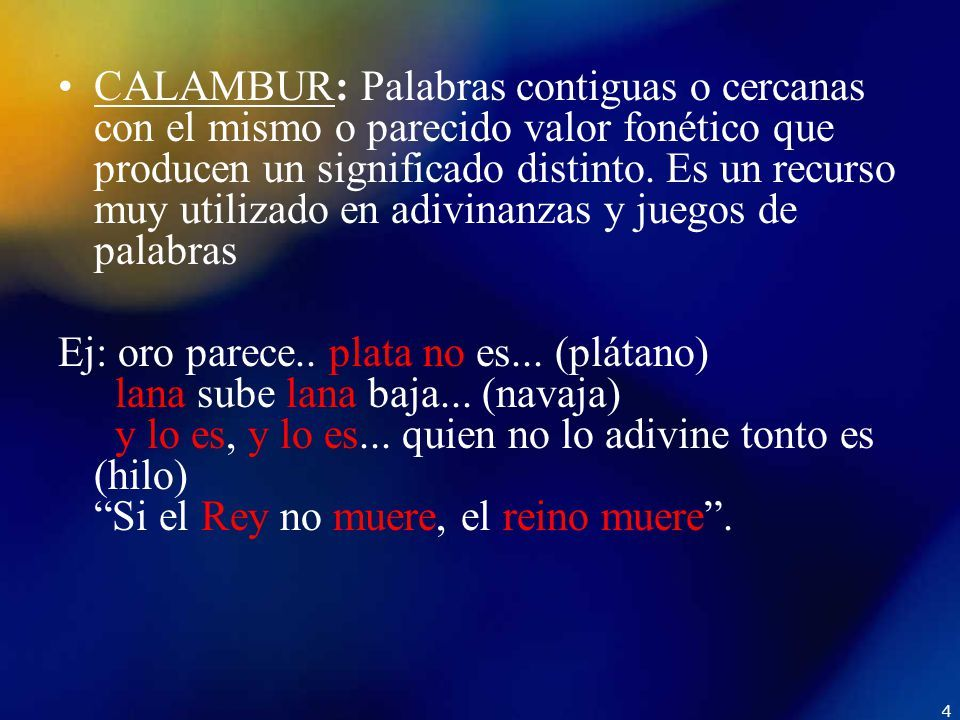 • CALAMBUR: Palabras contiguas o cercanas
con el mismo o parecido valor fonético que
producen un significado distinto. Es un recurso
muy utilizado en adivinanzas y juegos de
palabras
Ej: oro parece.. plata no es... (plátano)
lana sube lana baja... (navaja)
y lo es, y lo es... quien no lo adivine tonto es
(hilo)
“Si el Rey no muere, el reino muere”.
4